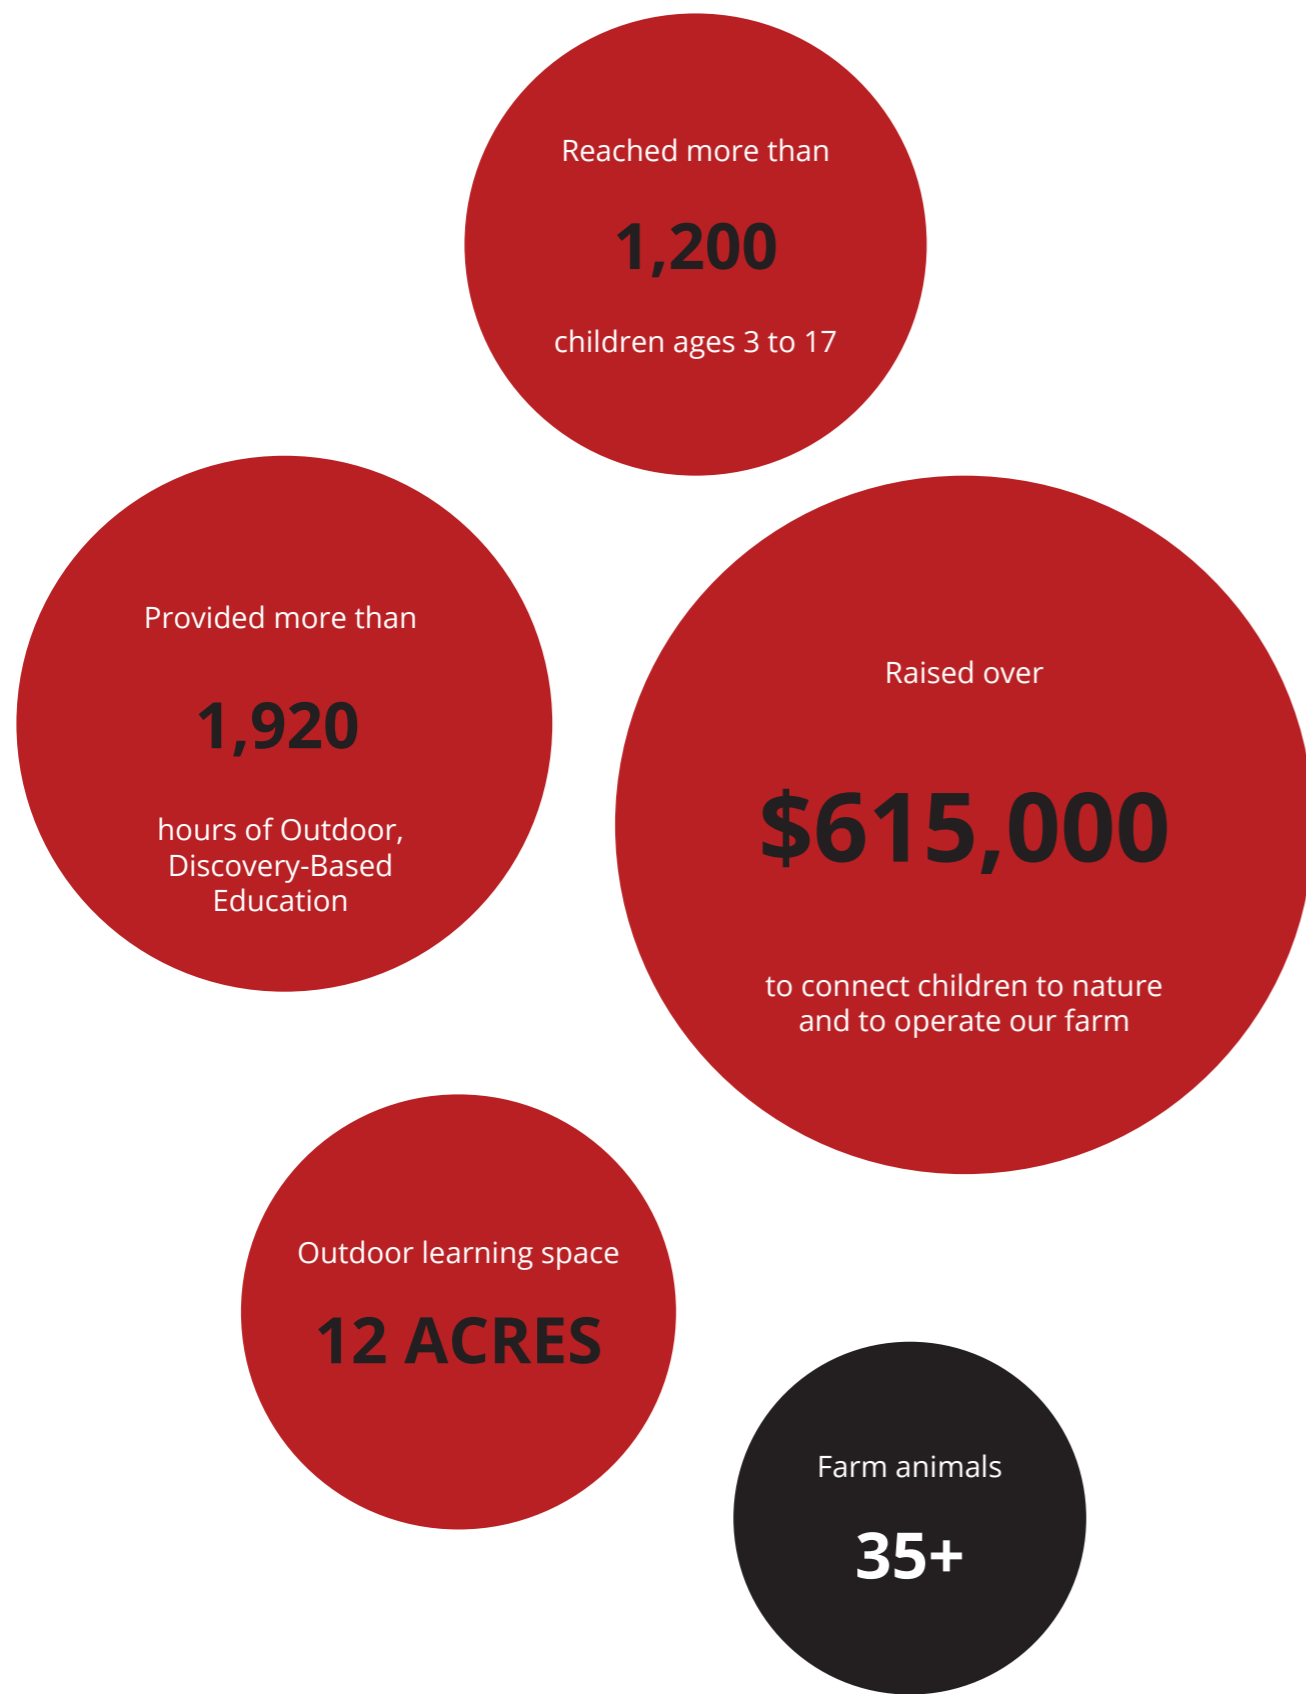 Reached more than
1,200
children ages 3 to 17
Provided more than
1,920
hours of Outdoor,
Discovery-Based
Education
Raised over
$615,000
to connect children to nature
and to operate our farm
Outdoor learning space
12 ACRES
Farm animals
35+